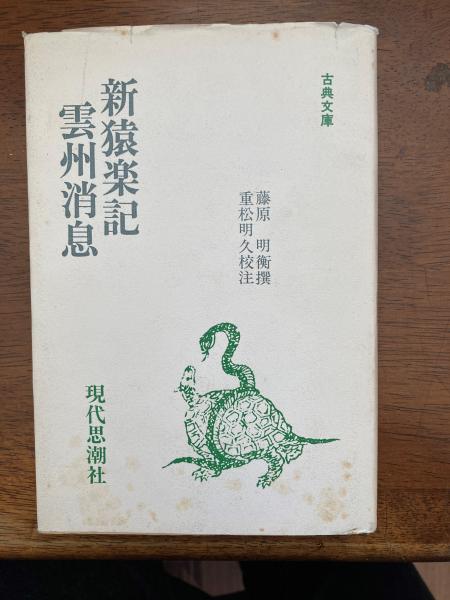 古典文庫
藤原 明衡撰
重松明久校注
新猿楽記
雲州消息
現代思潮社